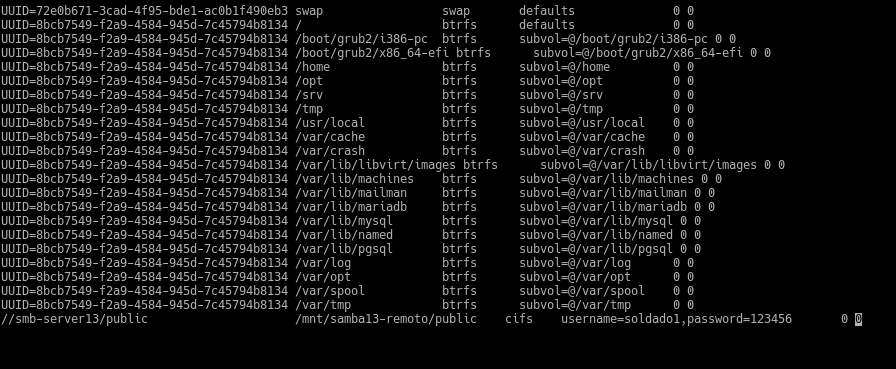 UUID=72e0b671-3cad-4f95-bde1-ac0b1f490eb3 swap swap defaults 0 0
UUID=8bcb7549-f2a9-4584-945d-7c45794b8134 / btrfs defaults 0 0
UUID=8bcb7549-f2a9-4584-945d-7c45794b8134 /boot/grub2/i386-pc btrfs subvol=@/boot/grub2/i386-pc 0 0
UUID=8bcb7549-f2a9-4584-945d-7c45794b8134 /boot/grub2/x86_64-efi btrfs subvol=@/boot/grub2/x86_64-efi 0 0
UUID=8bcb7549-f2a9-4584-945d-7c45794b8134 /home btrfs subvol=@/home 0 0
UUID=8bcb7549-f2a9-4584-945d-7c45794b8134 /opt btrfs subvol=@/opt 0 0
UUID=8bcb7549-f2a9-4584-945d-7c45794b8134 /srv btrfs subvol=@/srv 0 0
UUID=8bcb7549-f2a9-4584-945d-7c45794b8134 /tmp btrfs subvol=@/tmp 0 0
UUID=8bcb7549-f2a9-4584-945d-7c45794b8134 /usr/local btrfs subvol=@/usr/local 0 0
UUID=8bcb7549-f2a9-4584-945d-7c45794b8134 /var/cache btrfs subvol=@/var/cache 0 0
UUID=8bcb7549-f2a9-4584-945d-7c45794b8134 /var/crash btrfs subvol=@/var/crash 0 0
UUID=8bcb7549-f2a9-4584-945d-7c45794b8134 /var/lib/libvirt/images btrfs subvol=@/var/lib/libvirt/images 0 0
UUID=8bcb7549-f2a9-4584-945d-7c45794b8134 /var/lib/machines btrfs subvol=@/var/lib/machines 0 0
UUID=8bcb7549-f2a9-4584-945d-7c45794b8134 /var/lib/mailman btrfs subvol=@/var/lib/mailman 0 0
UUID=8bcb7549-f2a9-4584-945d-7c45794b8134 /var/lib/mariadb btrfs subvol=@/var/lib/mariadb 0 0
UUID=8bcb7549-f2a9-4584-945d-7c45794b8134 /var/lib/mysql btrfs subvol=@/var/lib/mysql 0 0
UUID=8bcb7549-f2a9-4584-945d-7c45794b8134 /var/lib/named btrfs subvol=@/var/lib/named 0 0
UUID=8bcb7549-f2a9-4584-945d-7c45794b8134 /var/lib/pgsql btrfs subvol=@/var/lib/pgsql 0 0
UUID=8bcb7549-f2a9-4584-945d-7c45794b8134 /var/log btrfs subvol=@/var/log 0 0
UUID=8bcb7549-f2a9-4584-945d-7c45794b8134 /var/opt btrfs subvol=@/var/opt 0 0
UUID=8bcb7549-f2a9-4584-945d-7c45794b8134 /var/spool btrfs subvol=@/var/spool 0 0
UUID=8bcb7549-f2a9-4584-945d-7c45794b8134 /var/tmp btrfs subvol=@/var/tmp 0 0
//smb-server13/public /mnt/samba13-remoto/public cifs username=soldado1,password=123456 0 0